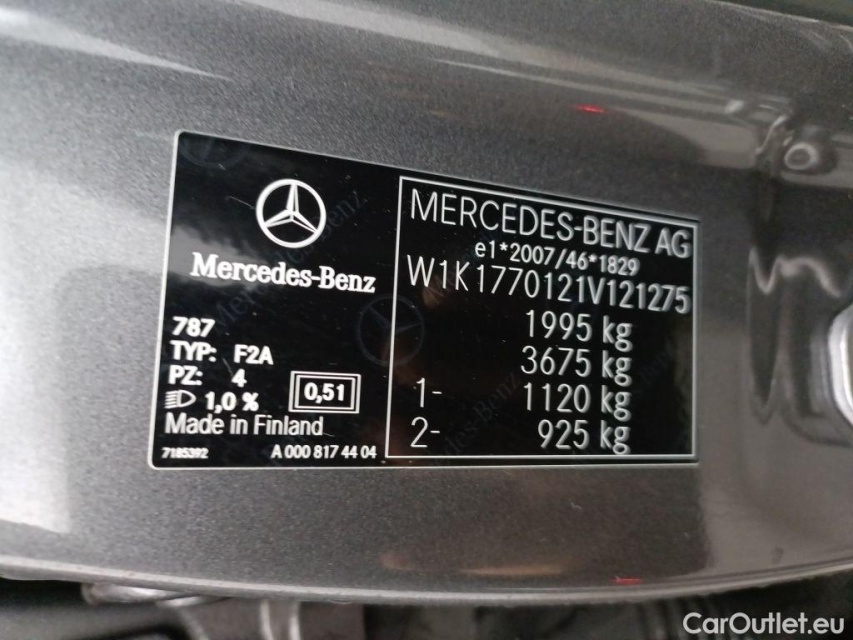 Mercedes-Benz
787
TYP: F2A
PZ: 4
1,0 %
0,51
Made in Finland
7185392
A 000 817 44 04
MERCEDES-BENZ AG
e1*2007/46*1829
W1K1770121V121275
1995 kg
3675 kg
1- 1120 kg
2- 925 kg
CarOutlet.eu